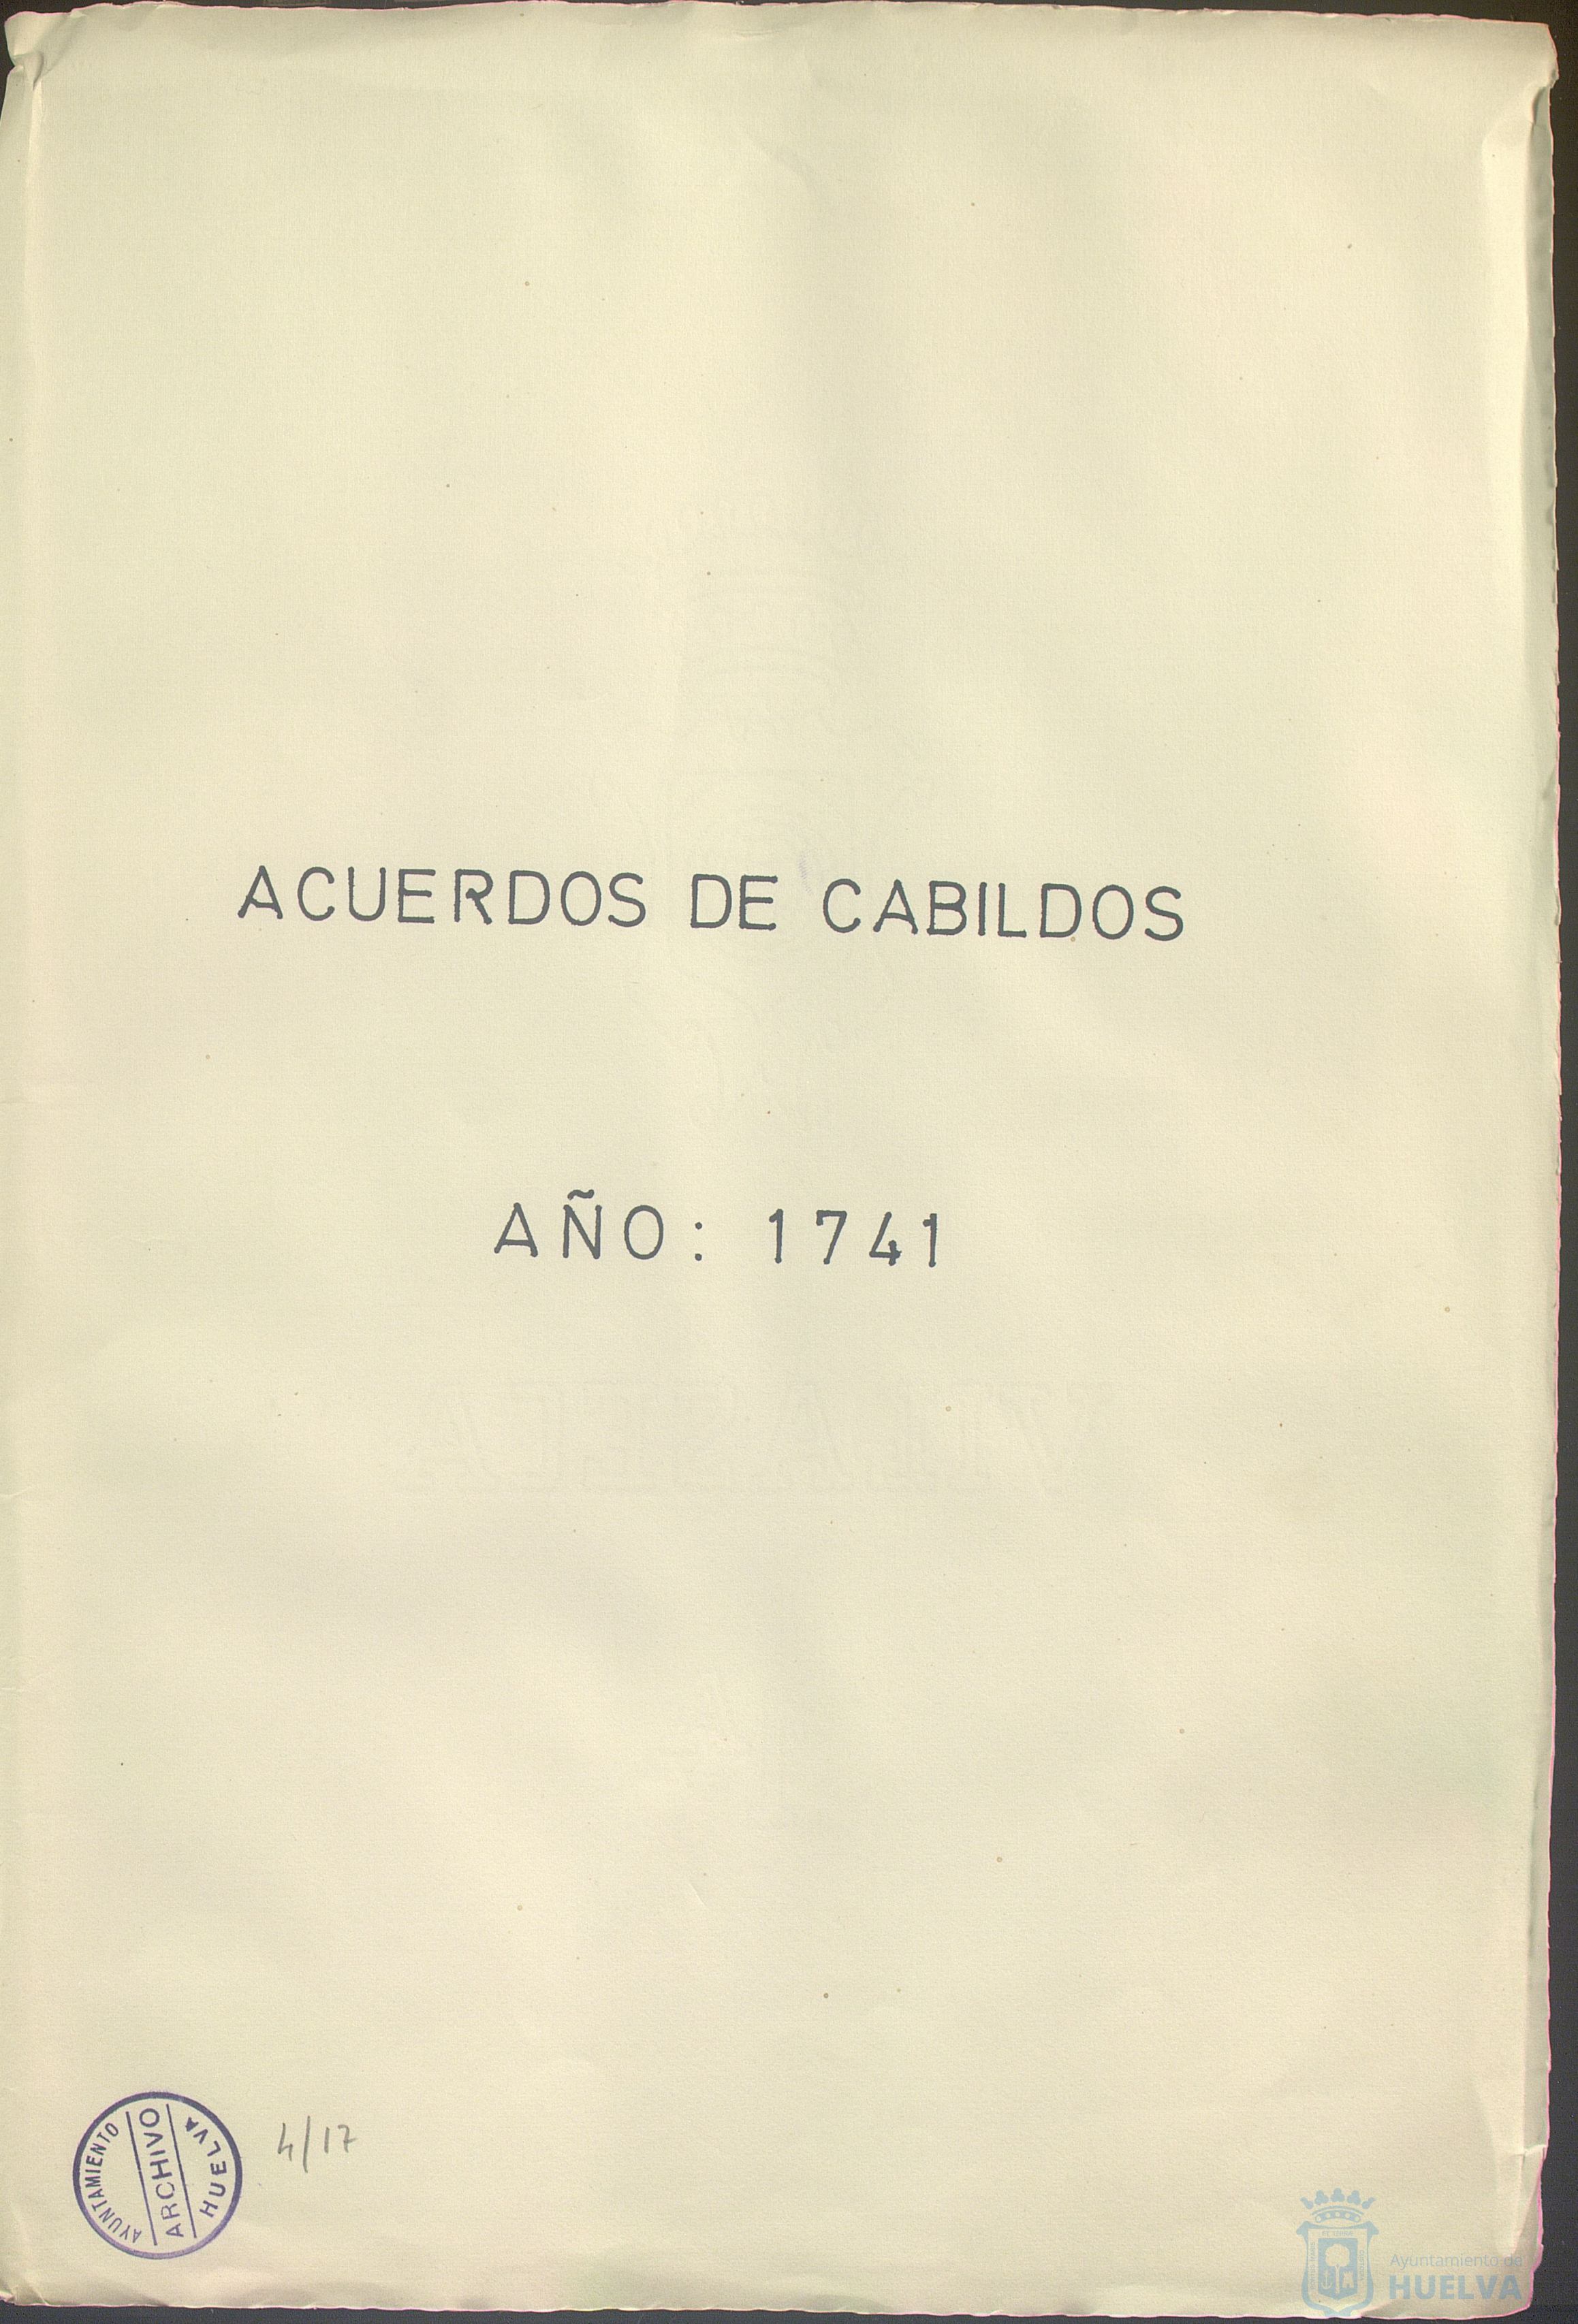 ACUERDOS DE CABILDOS
AÑO: 1741
AYUNTAMIENTO
ARCHIVO
HUELVA
4/17
Ayuntamiento de
HUELVA